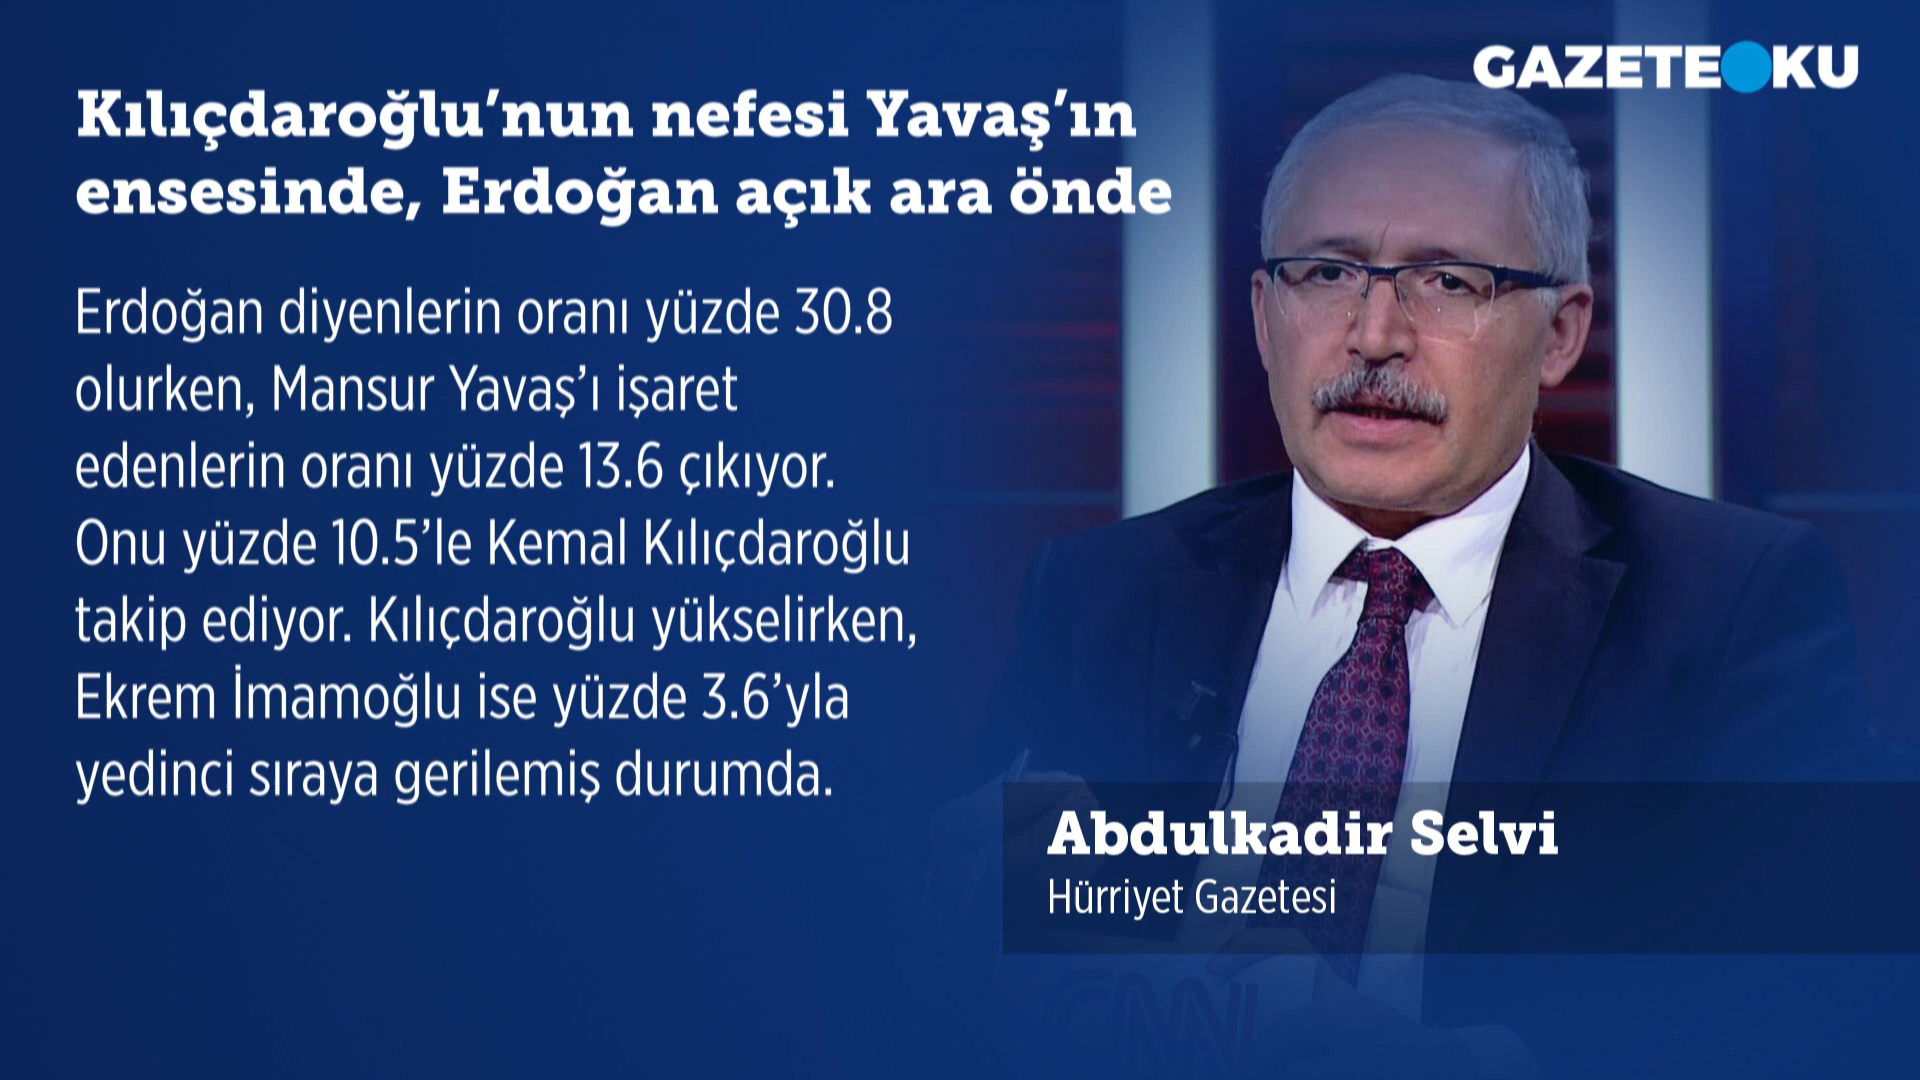 GAZETE OKU
Kılıçdaroğlu’nun nefesi Yavaş’ın
ensesinde, Erdoğan açık ara önde
Erdoğan diyenlerin oranı yüzde 30.8
olurken, Mansur Yavaş’ı işaret
edenlerin oranı yüzde 13.6 çıkıyor.
Onu yüzde 10.5’le Kemal Kılıçdaroğlu
takip ediyor. Kılıçdaroğlu yükselirken,
Ekrem İmamoğlu ise yüzde 3.6’yla
yedinci sıraya gerilemiş durumda.
Abdulkadir Selvi
Hürriyet Gazetesi
CNN